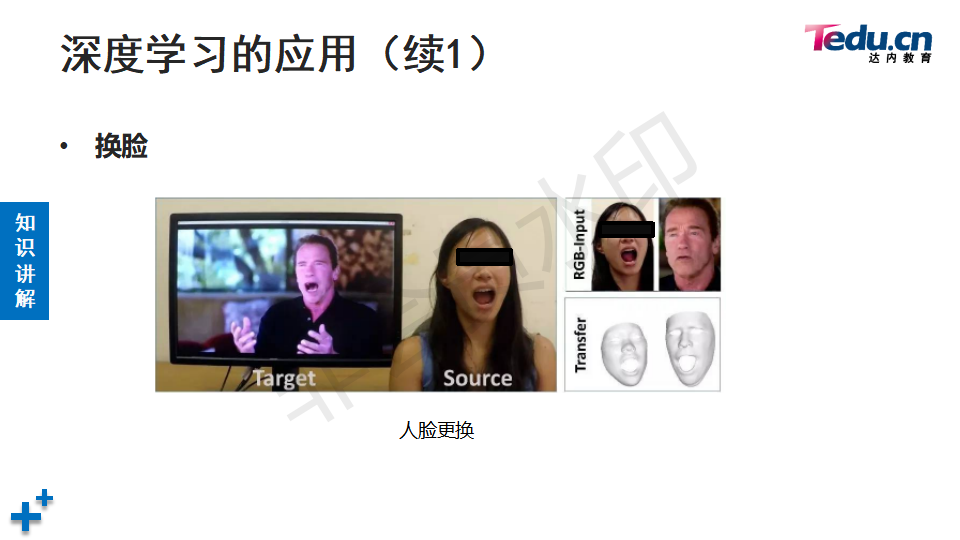 深度学习的应用（续1）
Tedu.cn
达内教育
• 换脸
知识讲解
RGB-Input
Transfer
Target
Source
人脸更换